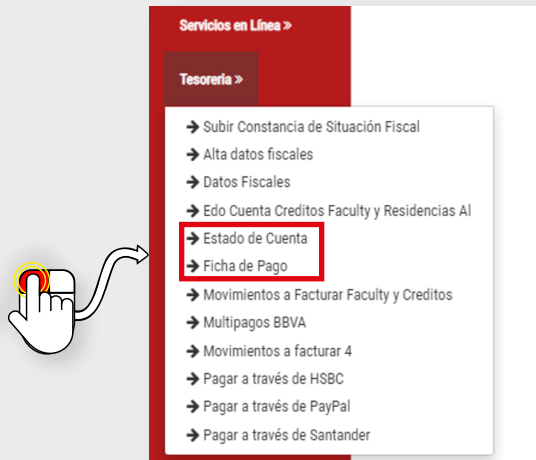 Servicios en Línea »
Tesoreria »
Subir Constancia de Situación Fiscal
Alta datos fiscales
Datos Fiscales
Edo Cuenta Creditos Faculty y Residencias Al
Estado de Cuenta
Ficha de Pago
Movimientos a Facturar Faculty y Creditos
Multipagos BBVA
Movimientos a facturar 4
Pagar a través de HSBC
Pagar a través de PayPal
Pagar a través de Santander